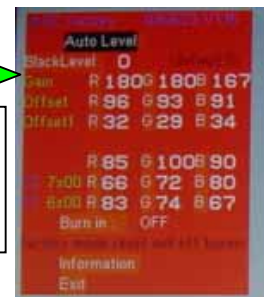 Auto Level
BlackLevel 0
Gain R 180 G 180 B 167
Offset R 96 G 93 B 91
Offset1 R 32 G 29 B 34
R 85 G 100 B 90
7x00 R 66 G 72 B 80
6x00 R 83 G 74 B 67
Burn in OFF
Information
Exit